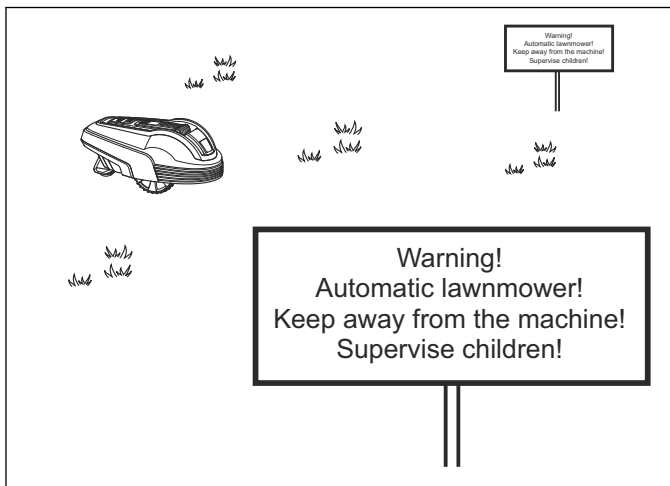 Warning!
Automatic lawnmower!
Keep away from the machine!
Supervise children!
Warning!
Automatic lawnmower!
Keep away from the machine!
Supervise children!